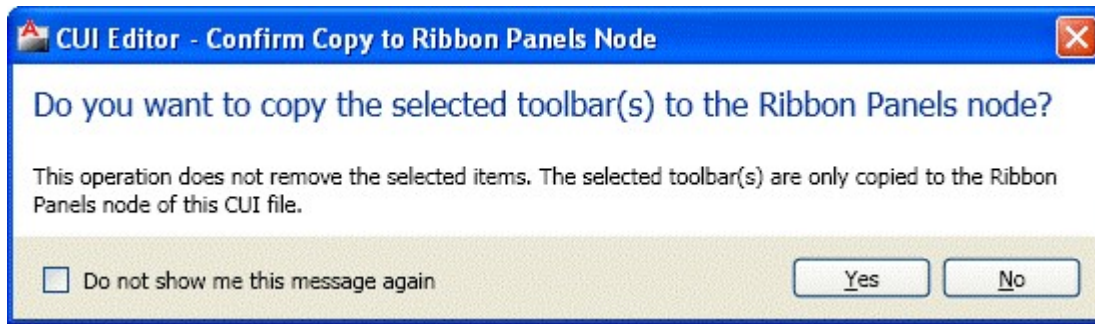 CUI Editor - Confirm Copy to Ribbon Panels Node
Do you want to copy the selected toolbar(s) to the Ribbon Panels node?
This operation does not remove the selected items. The selected toolbar(s) are only copied to the Ribbon
Panels node of this CUI file.
Do not show me this message again
Yes
No